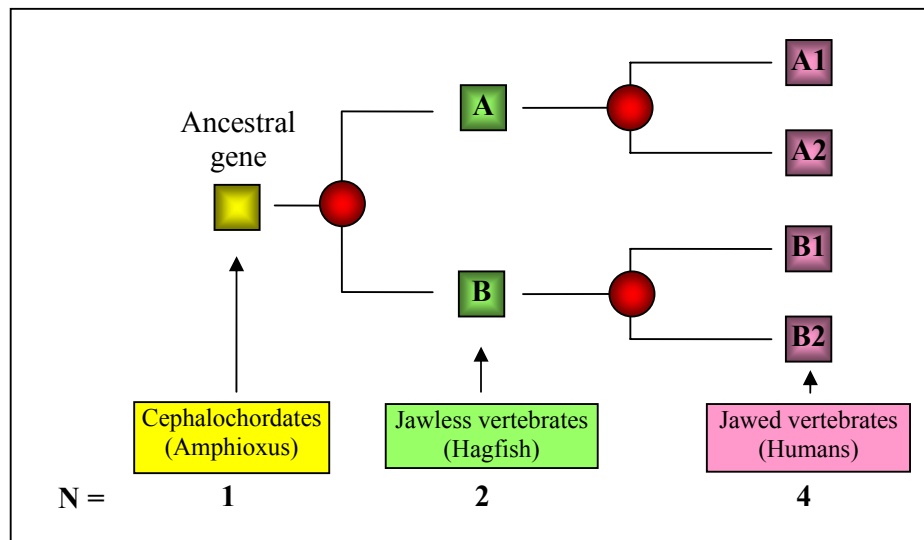 A1
Ancestral
gene
A
A2
B1
B
B2
Cephalochordates
(Amphioxus)
Jawless vertebrates
(Hagfish)
Jawed vertebrates
(Humans)
N = 1 2 4